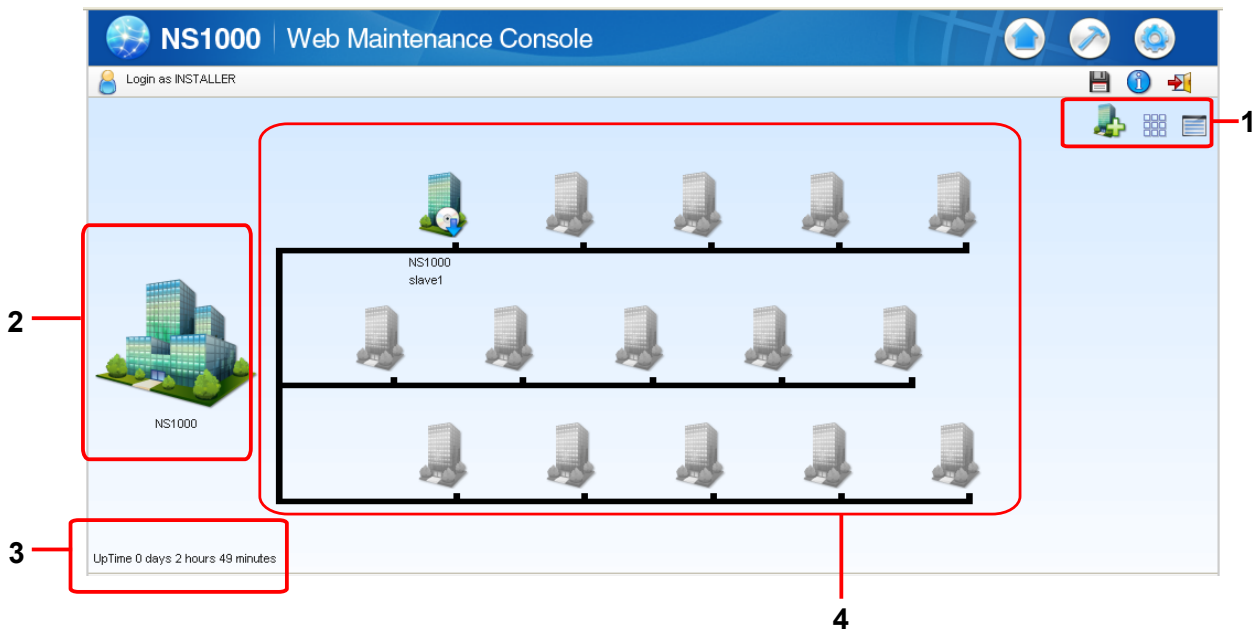 NS1000 Web Maintenance Console
Login as INSTALLER
1
NS1000
slave1
2
NS1000
3
UpTime 0 days 2 hours 49 minutes
4